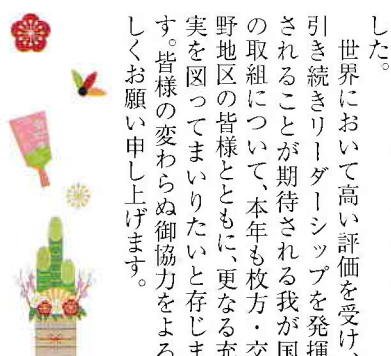 した。
　世界において高い評価を受け、
引き続きリーダーシップを発揮
されることが期待される我が国
の取組について、本年も枚方・交
野地区の皆様とともに、更なる充
実を図ってまいりたいと存じま
す。皆様の変わらぬ御協力をよろ
しくお願い申し上げます。